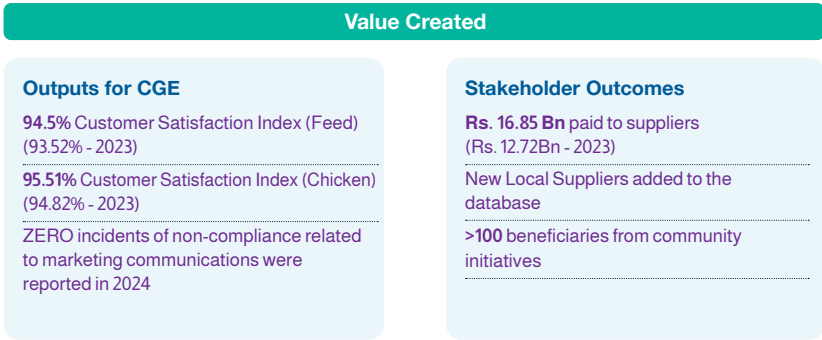 Value Created
Outputs for CGE
94.5% Customer Satisfaction Index (Feed)
(93.52% - 2023)
95.51% Customer Satisfaction Index (Chicken)
(94.82% - 2023)
ZERO incidents of non-compliance related
to marketing communications were
reported in 2024
Stakeholder Outcomes
Rs. 16.85 Bn paid to suppliers
(Rs. 12.72Bn - 2023)
New Local Suppliers added to the
database
>100 beneficiaries from community
initiatives